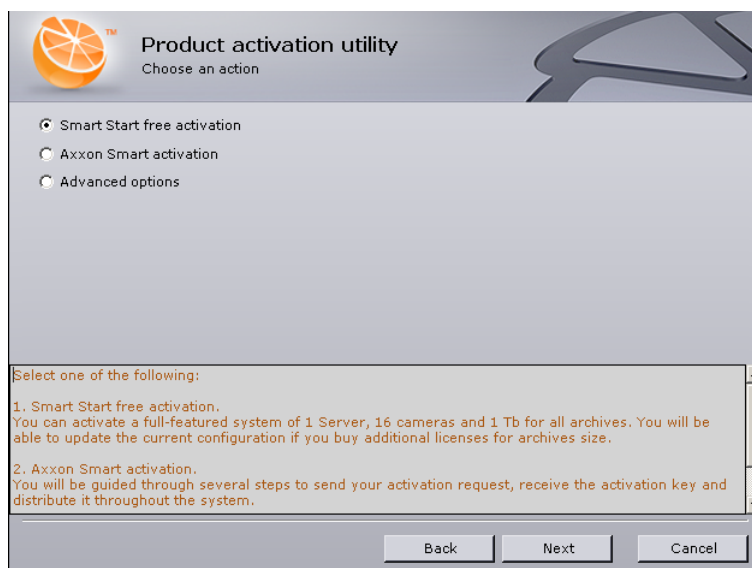 TM
Product activation utility
Choose an action
Smart Start free activation
Axxon Smart activation
Advanced options
Select one of the following:
1. Smart Start free activation.
You can activate a full-featured system of 1 Server, 16 cameras and 1 Tb for all archives. You will be
able to update the current configuration if you buy additional licenses for archives size.
2. Axxon Smart activation.
You will be guided through several steps to send your activation request, receive the activation key and
distribute it throughout the system.
Back
Next
Cancel